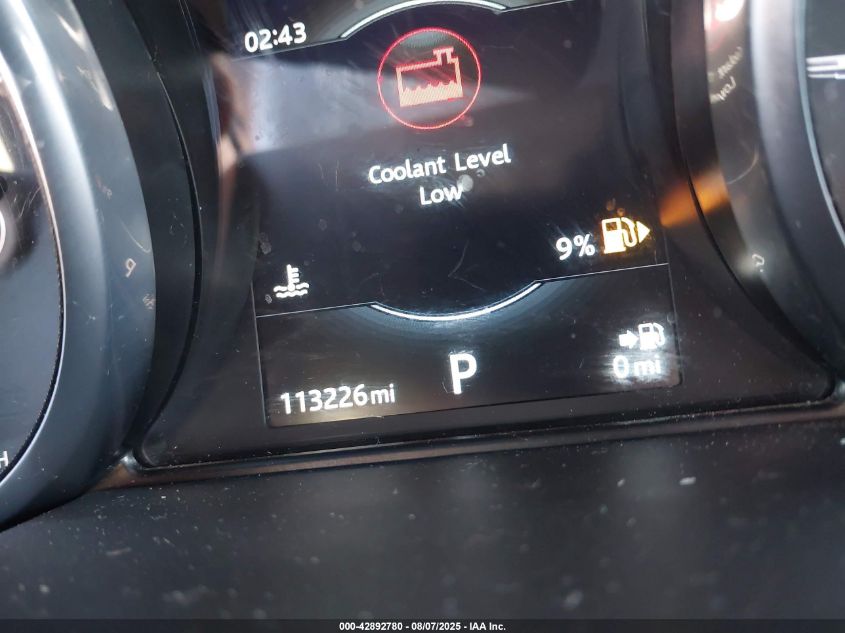 02:43
Coolant Level
Low
9%
0 mi
113226mi
P
H
000-42892780 - 08/07/2025 - IAA Inc.